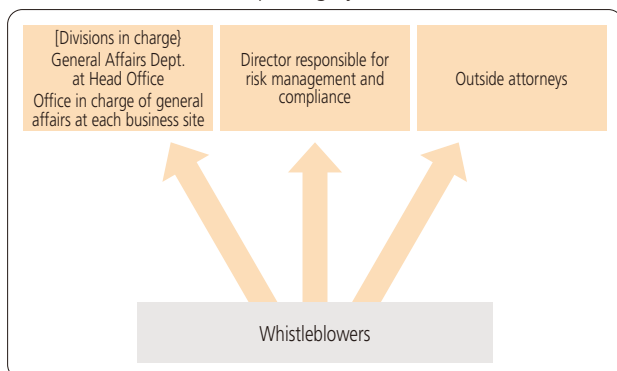 [Divisions in charge}
General Affairs Dept.
at Head Office
Office in charge of general
affairs at each business site
Director responsible for
risk management and
compliance
Outside attorneys
Whistleblowers